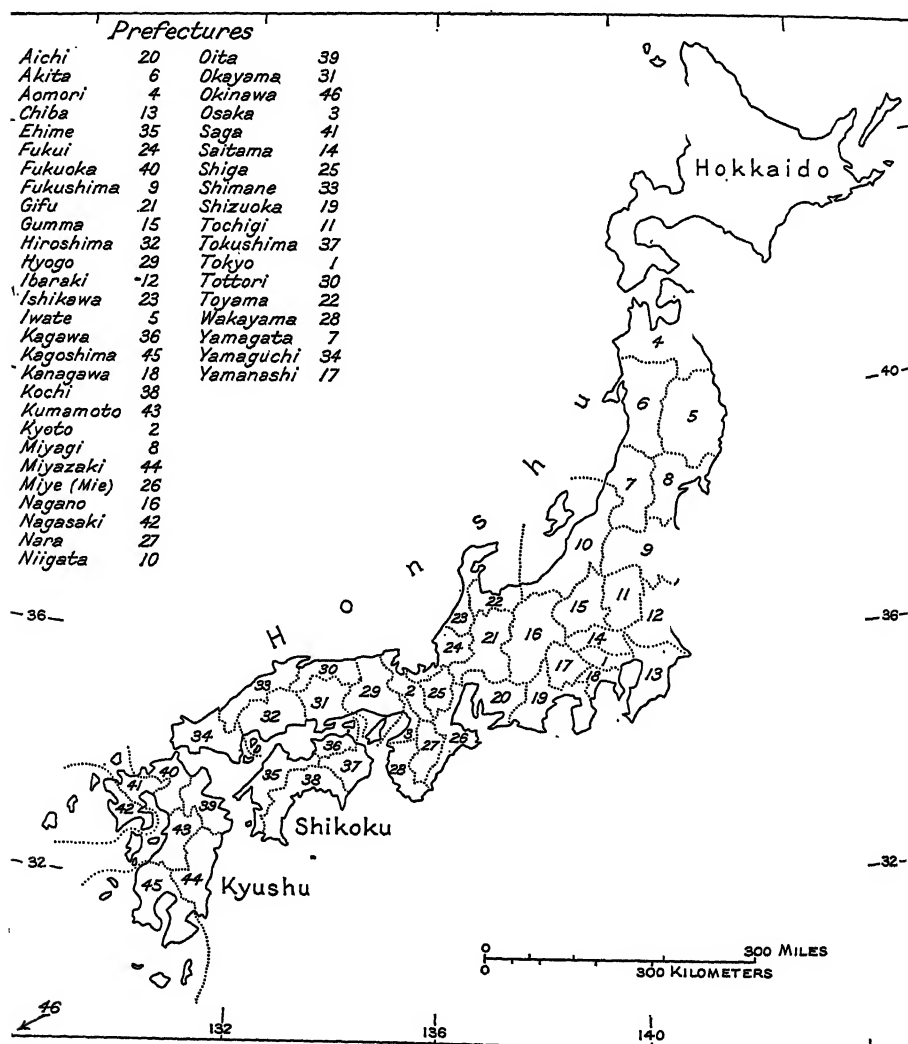 Prefectures
Aichi 20 Oita 39
Akita 6 Okayama 31
Aomori 4 Okinawa 46
Chiba 13 Osaka 3
Ehime 35 Saga 41
Fukui 24 Saitama 14
Fukuoka 40 Shiga 25
Fukushima 9 Shimane 33
Gifu 21 Shizuoka 19
Gumma 15 Tochigi 11
Hiroshima 32 Tokushima 37
Hyogo 29 Tokyo 1
Ibaraki 12 Tottori 30
Ishikawa 23 Toyama 22
Iwate 5 Wakayama 28
Kagawa 36 Yamagata 7
Kagoshima 45 Yamaguchi 34
Kanagawa 18 Yamanashi 17
Kochi 38
Kumamoto 43
Kyoto 2
Miyagi 8
Miyazaki 44
Miye (Mie) 26
Nagano 16
Nagasaki 42
Nara 27
Niigata 10
Hokkaido
4
40
6
5
Honshu
7
8
10
9
36
22
11
23
15
12
36
21
16
24
14
17
1
13
18
30
33
29
2
25
20
19
31
32
34
3
27
26
36
28
40
35
37
41
38
42
39
43
Shikoku
32
32
45
44
Kyushu
0 300 MILES
0 300 KILOMETERS
46
132
136
140